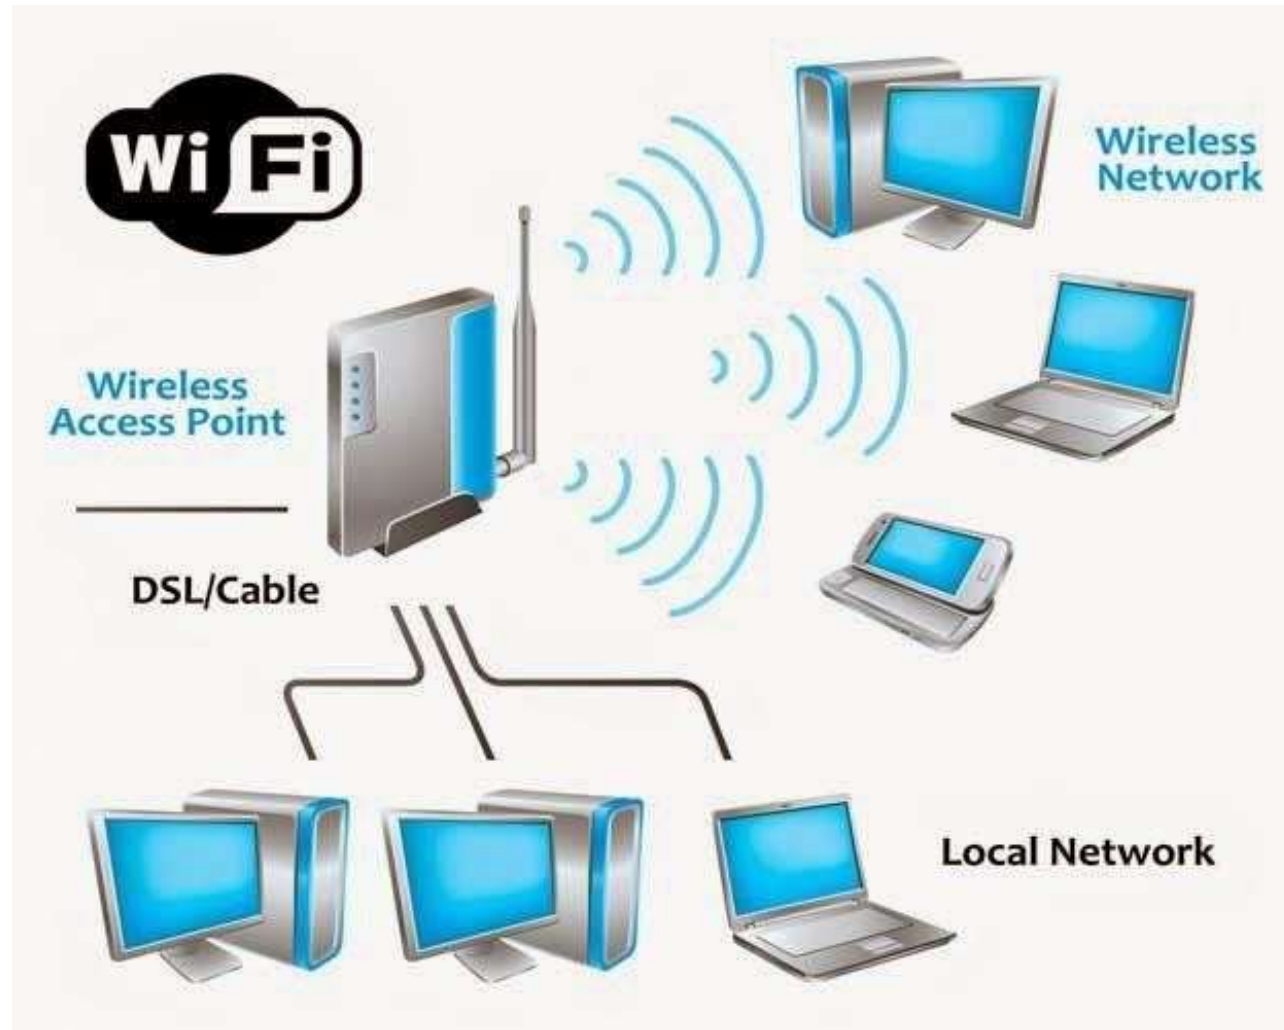 Wi Fi
Wireless
Network
Wireless
Access Point
DSL/Cable
Local Network